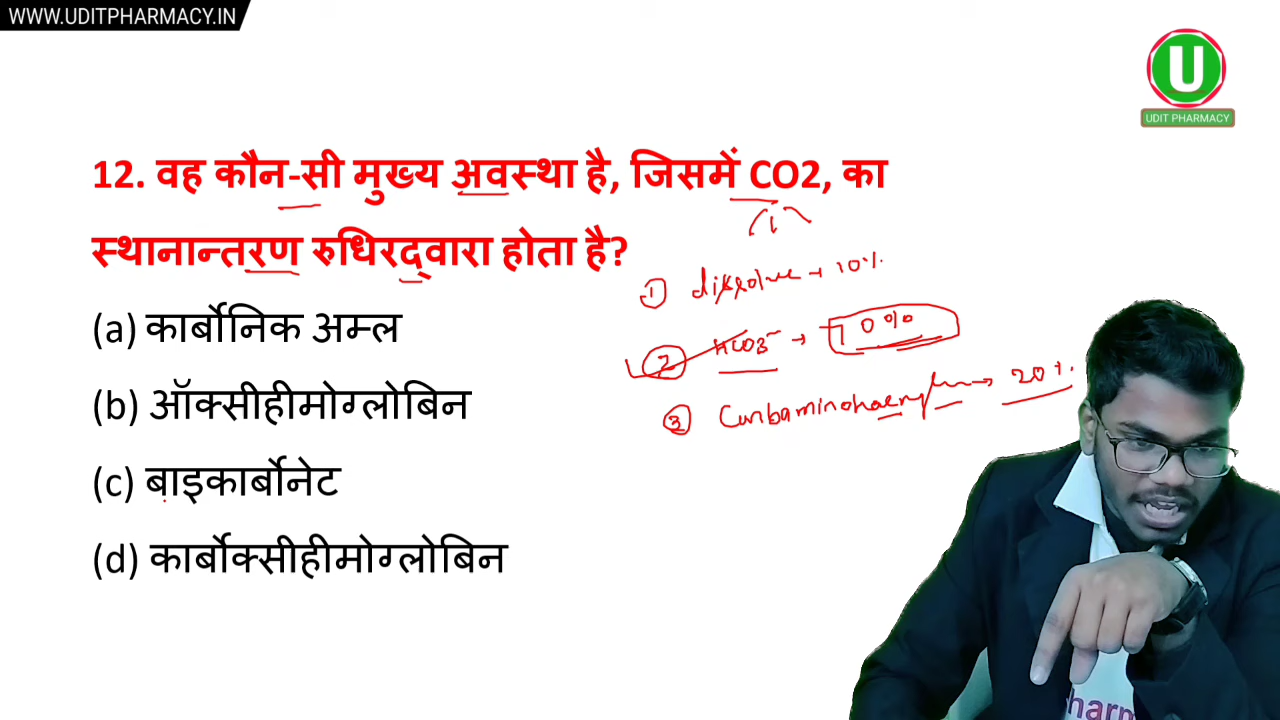 WWW.UDITPHARMACY.IN
U
UDIT PHARMACY
12. वह कौन-सी मुख्य अवस्था है, जिसमें CO2, का
स्थानान्तरण रुधिरद्वारा होता है?
(a) कार्बोनिक अम्ल
(b) ऑक्सीहीमोग्लोबिन
(c) बाइकार्बोनेट
(d) कार्बोक्सीहीमोग्लोबिन
① dissolve → 10%
② HCO3⁻ → 70%
③ → 20%
pharm